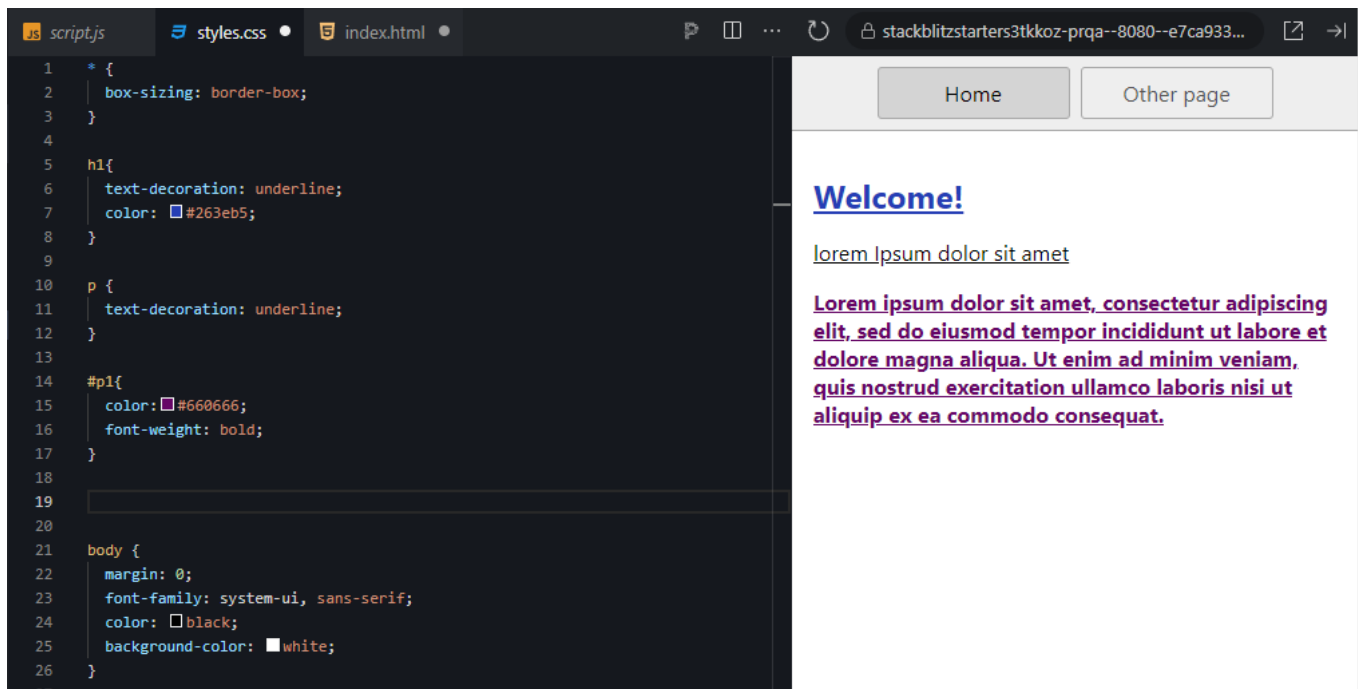 JS script.js styles.css index.html stackblitzstarters3tkkoz-prqa--8080--e7ca933...
1 * {
2 box-sizing: border-box;
3 }
4
5 h1{
6 text-decoration: underline;
7 color: #263eb5;
8 }
9
10 p {
11 text-decoration: underline;
12 }
13
14 #p1{
15 color: #660666;
16 font-weight: bold;
17 }
18
19
20
21 body {
22 margin: 0;
23 font-family: system-ui, sans-serif;
24 color: black;
25 background-color: white;
26 }
Home Other page
Welcome!
lorem Ipsum dolor sit amet
Lorem ipsum dolor sit amet, consectetur adipiscing
elit, sed do eiusmod tempor incididunt ut labore et
dolore magna aliqua. Ut enim ad minim veniam,
quis nostrud exercitation ullamco laboris nisi ut
aliquip ex ea commodo consequat.